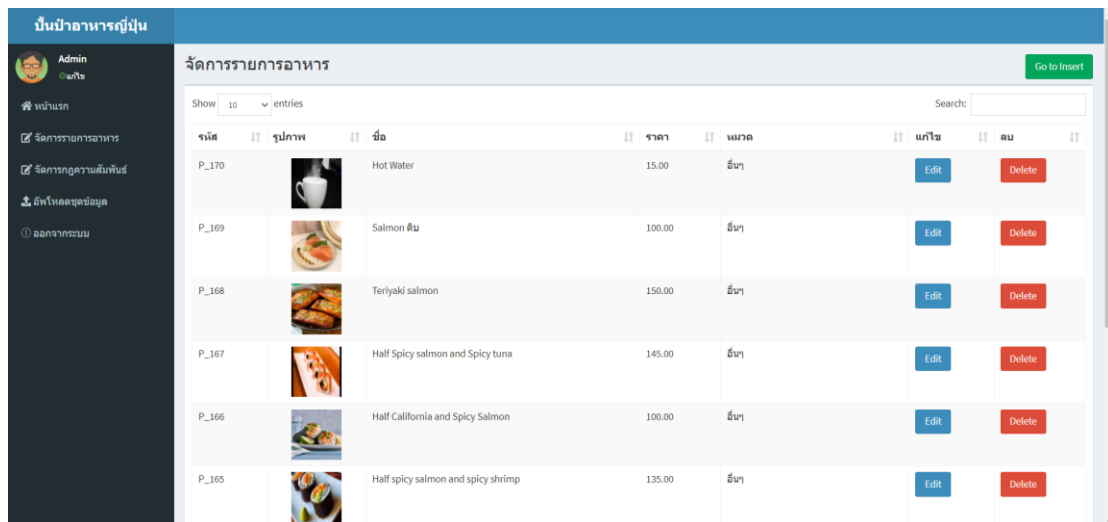 ปิ่นป้าอาหารญี่ปุ่น
Admin
แก้ไข
หน้าแรก
จัดการรายการอาหาร
จัดการกฎความสัมพันธ์
อัพโหลดชุดข้อมูล
ออกจากระบบ
จัดการรายการอาหาร
Go to Insert
Show 10 entries
Search:
รหัส รูปภาพ ชื่อ ราคา หมวด แก้ไข ลบ
P_170 Hot Water 15.00 อื่นๆ Edit Delete
P_169 Salmon ดิบ 100.00 อื่นๆ Edit Delete
P_168 Teriyaki salmon 150.00 อื่นๆ Edit Delete
P_167 Half Spicy salmon and Spicy tuna 145.00 อื่นๆ Edit Delete
P_166 Half California and Spicy Salmon 100.00 อื่นๆ Edit Delete
P_165 Half spicy salmon and spicy shrimp 135.00 อื่นๆ Edit Delete